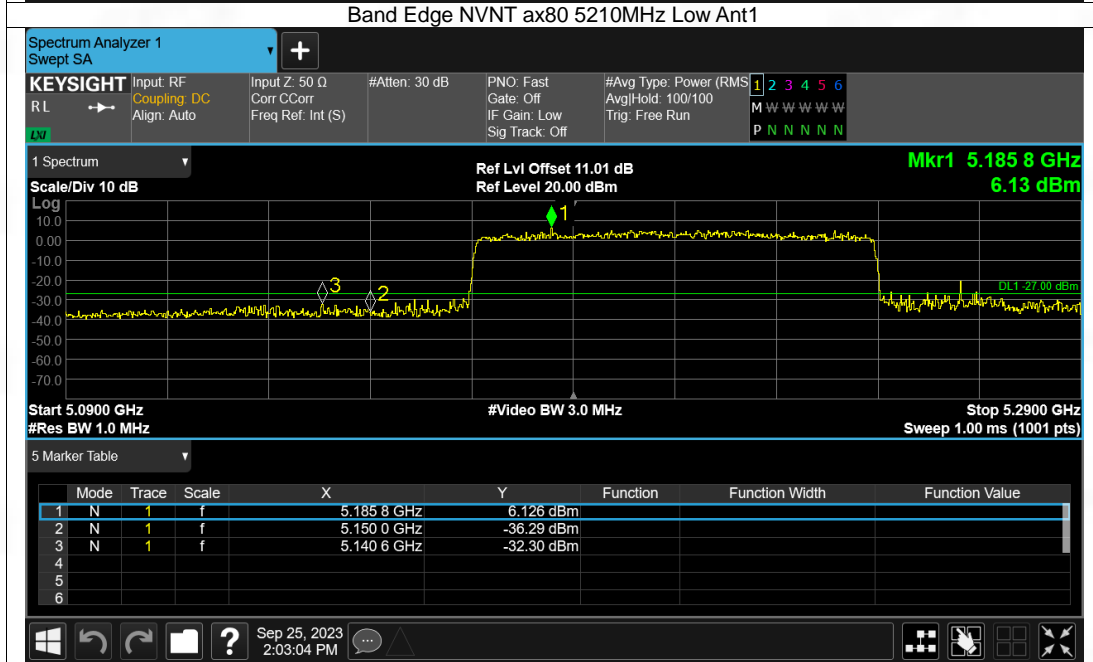 Band Edge NVNT ax80 5210MHz Low Ant1
Spectrum Analyzer 1
Swept SA
+
KEYSIGHT
RL
LXI
Input: RF
Coupling: DC
Align: Auto
Input Z: 50 Ω
Corr CCorr
Freq Ref: Int (S)
#Atten: 30 dB
PNO: Fast
Gate: Off
IF Gain: Low
Sig Track: Off
#Avg Type: Power (RMS
Avg|Hold: 100/100
Trig: Free Run
1 2 3 4 5 6
M W W W W W
P N N N N N
1 Spectrum
Scale/Div 10 dB
Ref Lvl Offset 11.01 dB
Ref Level 20.00 dBm
Mkr1 5.185 8 GHz
6.13 dBm
Log
10.0
0.00
-10.0
-20.0
-30.0
-40.0
-50.0
-60.0
-70.0
1
3
2
DL1 -27.00 dBm
Start 5.0900 GHz
#Video BW 3.0 MHz
Stop 5.2900 GHz
#Res BW 1.0 MHz
Sweep 1.00 ms (1001 pts)
5 Marker Table
Mode Trace Scale X Y Function Function Width Function Value
1 N 1 f 5.185 8 GHz 6.126 dBm
2 N 1 f 5.150 0 GHz -36.29 dBm
3 N 1 f 5.140 6 GHz -32.30 dBm
4
5
6
?
Sep 25, 2023
2:03:04 PM